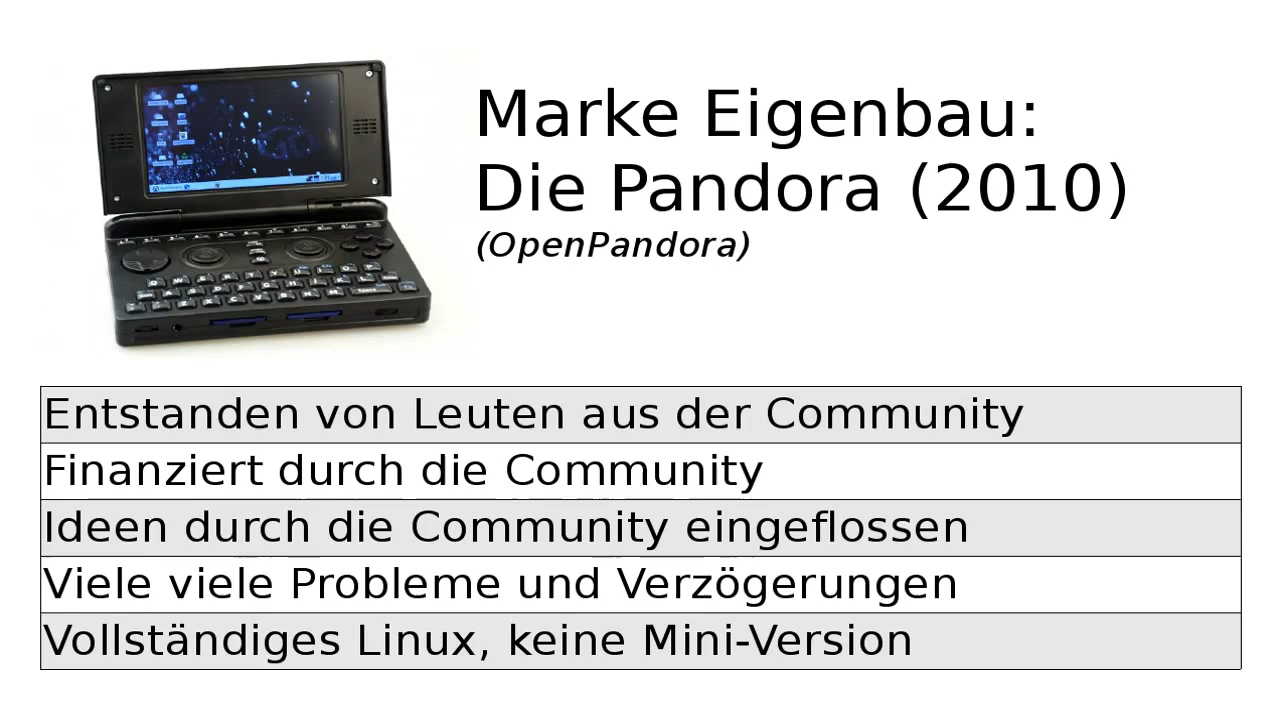 Marke Eigenbau:
Die Pandora (2010)
(OpenPandora)
Entstanden von Leuten aus der Community
Finanziert durch die Community
Ideen durch die Community eingeflossen
Viele viele Probleme und Verzögerungen
Vollständiges Linux, keine Mini-Version